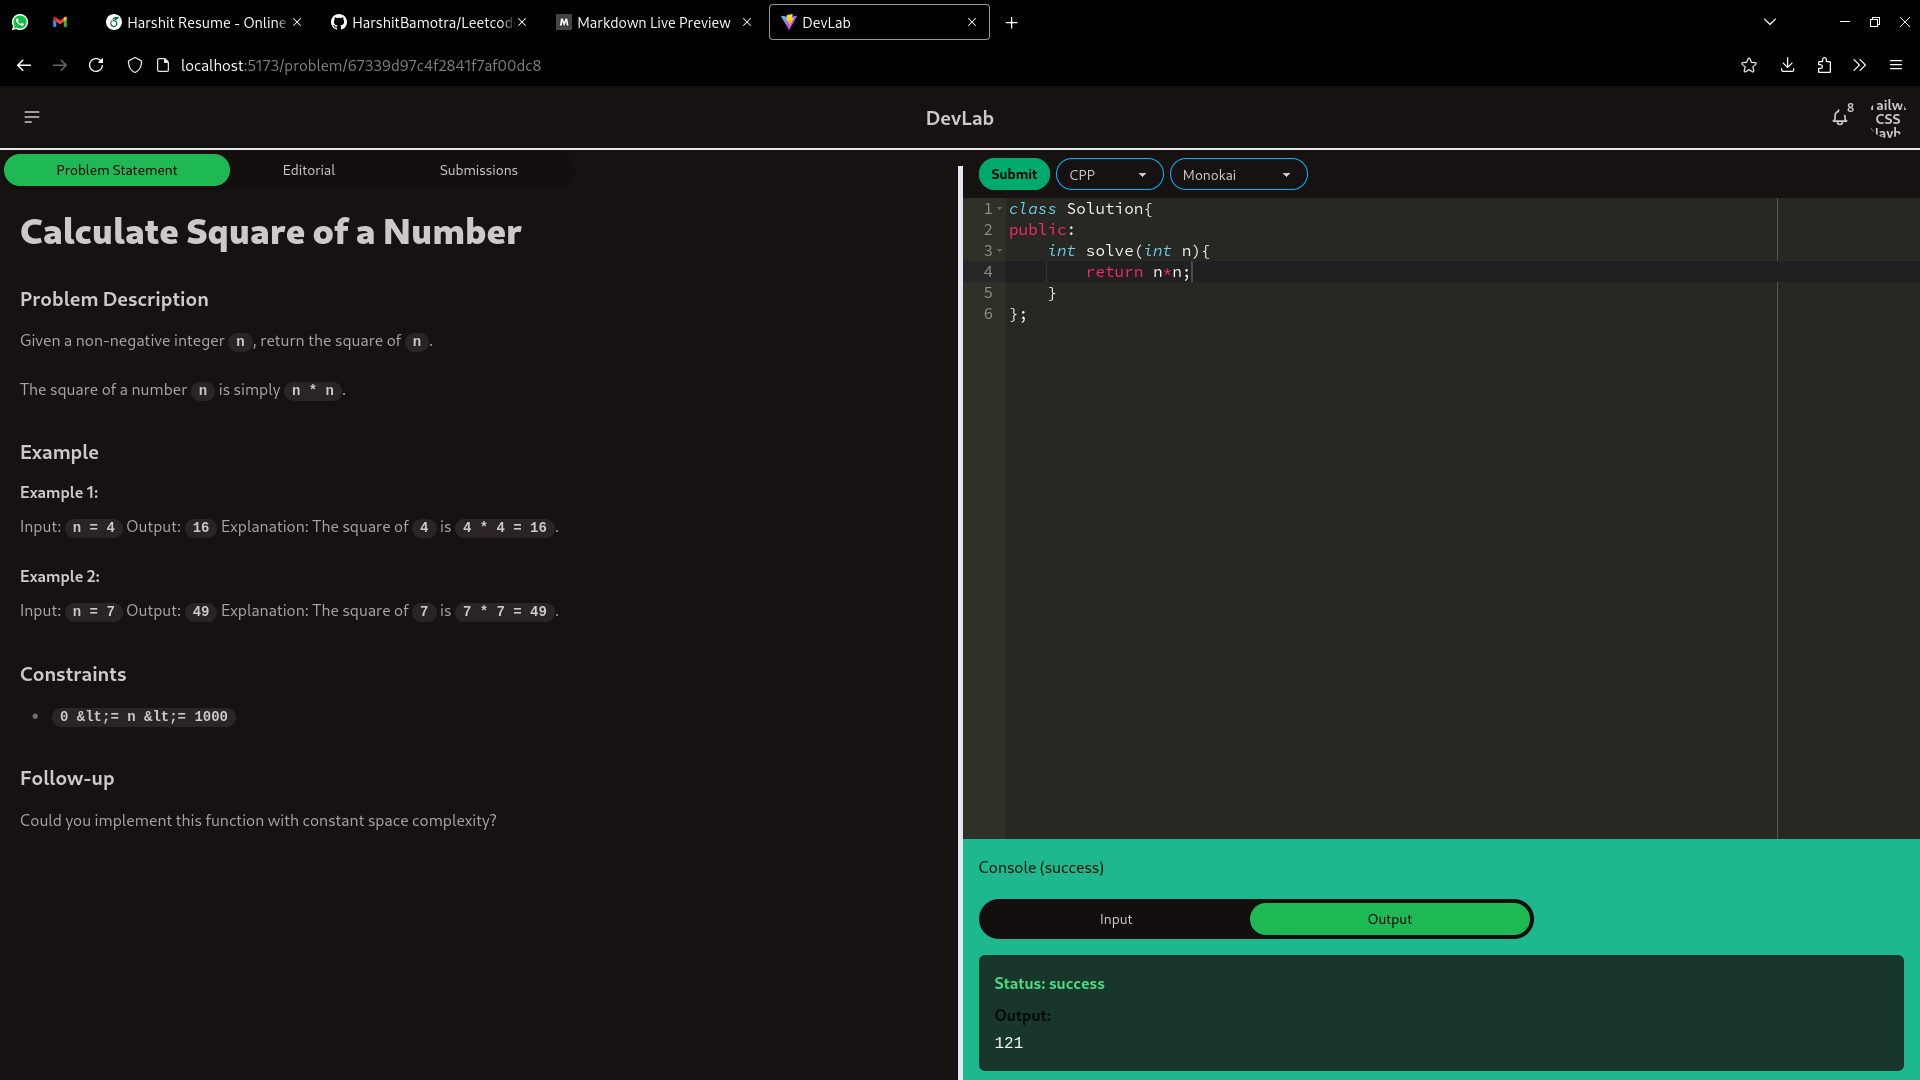 Harshit Resume - Online
HarshitBamotra/Leetcod
M Markdown Live Preview
DevLab
localhost:5173/problem/67339d97c4f2841f7af00dc8
DevLab
8
CSS
Problem Statement
Editorial
Submissions
Submit
CPP
Monokai
Calculate Square of a Number
Problem Description
Given a non-negative integer n, return the square of n.
The square of a number n is simply n * n.
Example
Example 1:
Input: n = 4 Output: 16 Explanation: The square of 4 is 4 * 4 = 16.
Example 2:
Input: n = 7 Output: 49 Explanation: The square of 7 is 7 * 7 = 49.
Constraints
• 0 &lt;= n &lt;= 1000
Follow-up
Could you implement this function with constant space complexity?
1 class Solution{
2 public:
3     int solve(int n){
4         return n*n;
5     }
6 };
Console (success)
Input
Output
Status: success
Output:
121